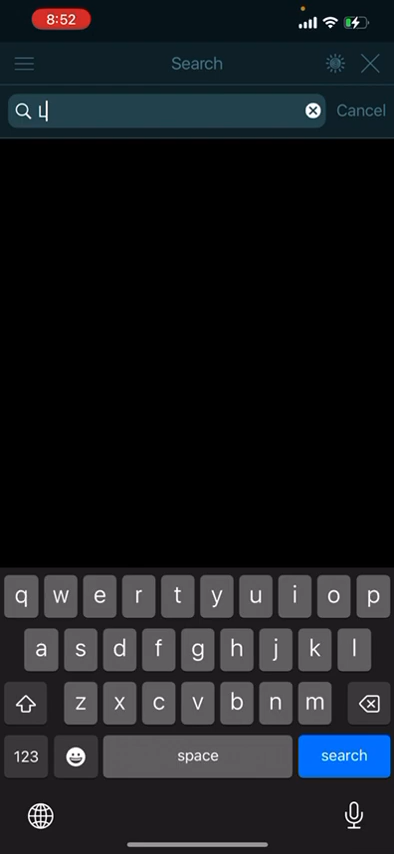 8:52
Search
L
Cancel
q w e r t y u i o p
a s d f g h j k l
z x c v b n m
123 space search